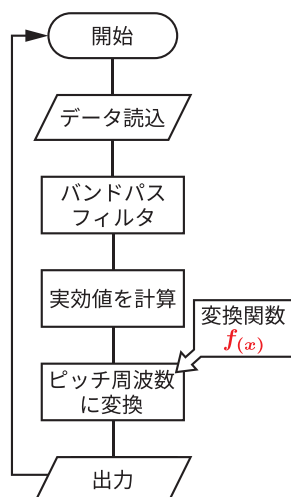 開始
データ読込
バンドパス
フィルタ
実効値を計算
変換関数
f(x)
ピッチ周波数
に変換
出力